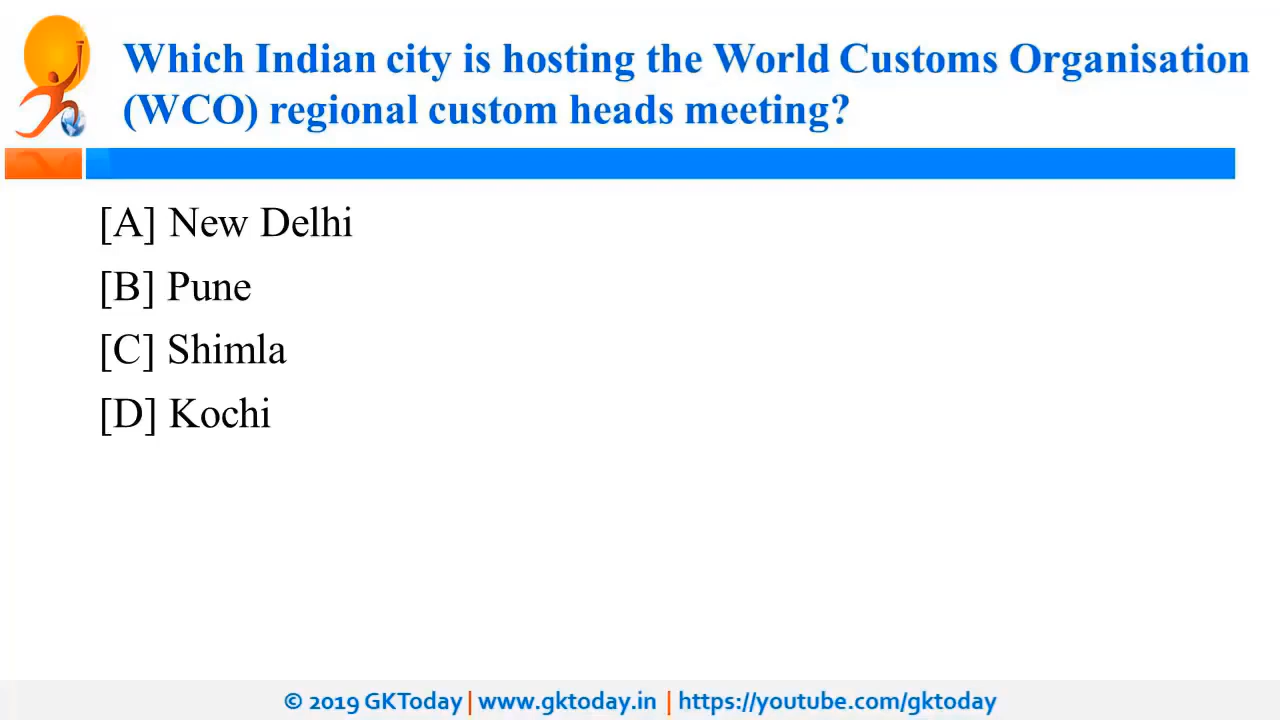 Which Indian city is hosting the World Customs Organisation
(WCO) regional custom heads meeting?
[A] New Delhi
[B] Pune
[C] Shimla
[D] Kochi
© 2019 GKToday | www.gktoday.in | https://youtube.com/gktoday